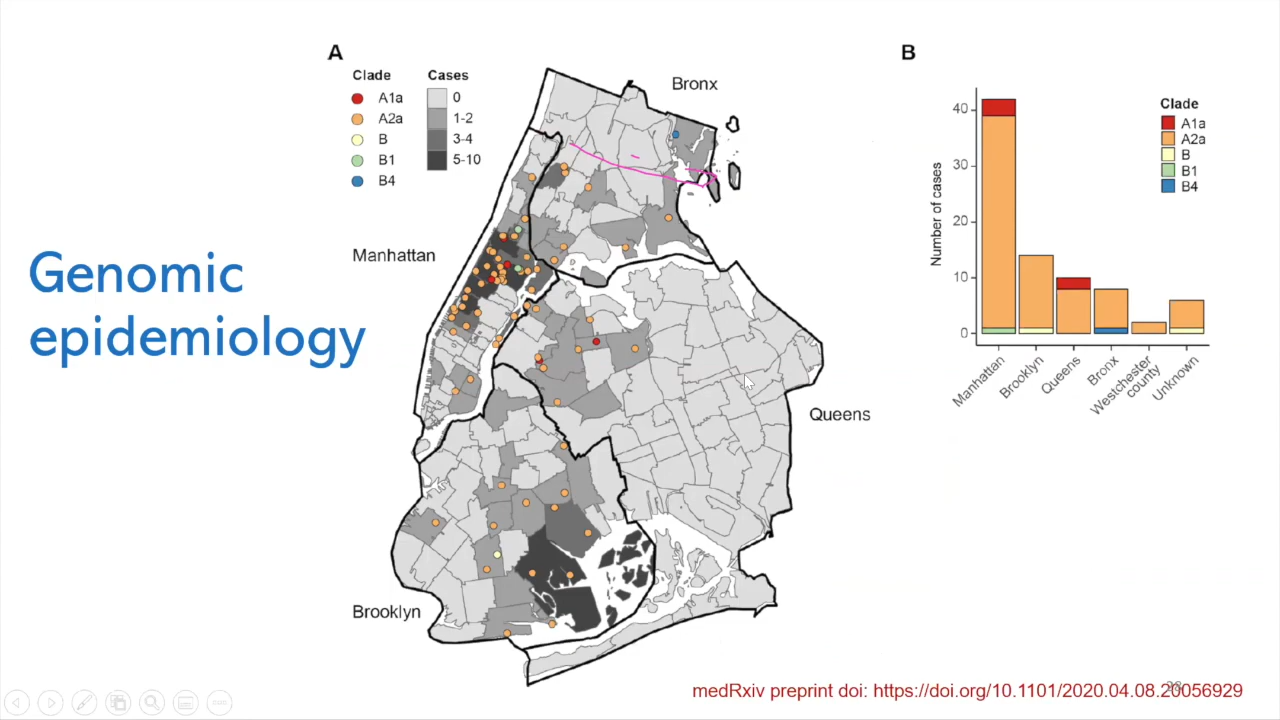 A
Clade
A1a
A2a
B
B1
B4
Cases
0
1-2
3-4
5-10
Bronx
Manhattan
Queens
Brooklyn
Genomic
epidemiology
B
Number of cases
40
30
20
10
0
Manhattan
Brooklyn
Queens
Bronx
Westchester
county
Unknown
Clade
A1a
A2a
B
B1
B4
medRxiv preprint doi: https://doi.org/10.1101/2020.04.08.20056929